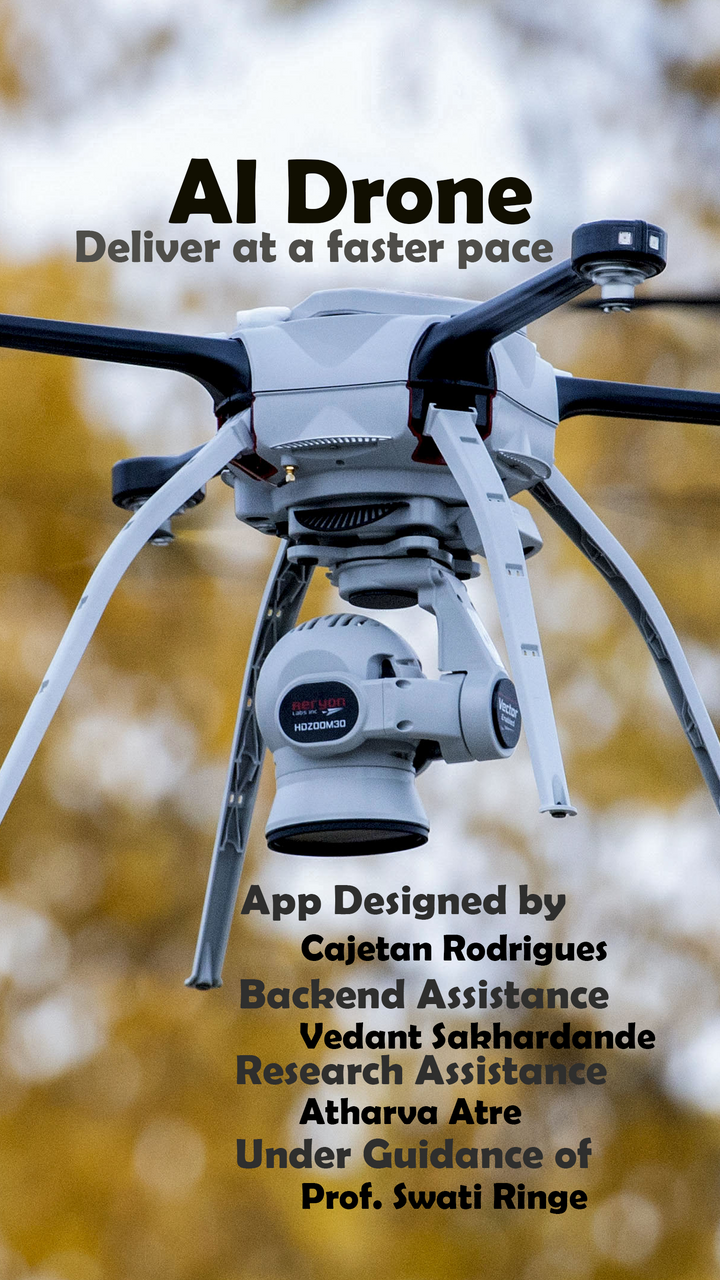 AI Drone
Deliver at a faster pace
Aeryon
Labs Inc
HDZOOM30
Vector
App Designed by
Cajetan Rodrigues
Backend Assistance
Vedant Sakhardande
Research Assistance
Atharva Atre
Under Guidance of
Prof. Swati Ringe